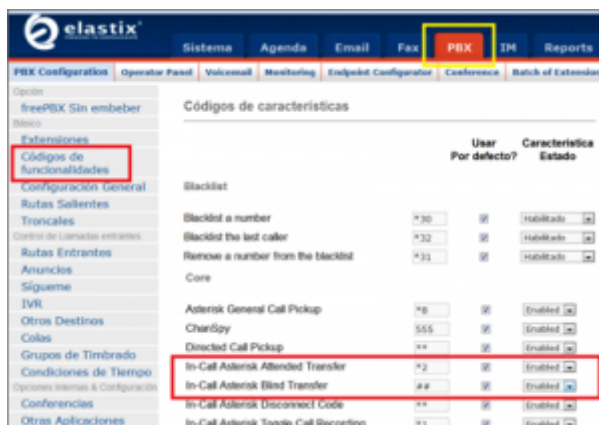 elastix
Sistema Agenda Email Fax PBX IM Reports
PBX Configuration Operator Panel Voicemail Monitoring Endpoint Configurator Conference Batch of Extension
Opción
freePBX Sin embeber
Básico
Extensiones
Códigos de funcionalidades
Configuración General
Rutas Salientes
Troncales
Control de Llamadas entrantes
Rutas Entrantes
Anuncios
Sígueme
IVR
Otros Destinos
Colas
Grupos de Timbrado
Condiciones de Tiempo
Opciones Internas & Configuración
Conferencias
Otras Aplicaciones
Códigos de características
Usar Por defecto? Característica Estado
Blacklist
Blacklist a number *30 Habilitado
Blacklist the last caller *32 Habilitado
Remove a number from the blacklist *31 Habilitado
Core
Asterisk General Call Pickup *8 Enabled
ChanSpy 555 Enabled
Directed Call Pickup ** Enabled
In-Call Asterisk Attended Transfer *2 Enabled
In-Call Asterisk Blind Transfer ## Enabled
In-Call Asterisk Disconnect Code ** Enabled
In-Call Asterisk Toggle Call Recording *1 Enabled